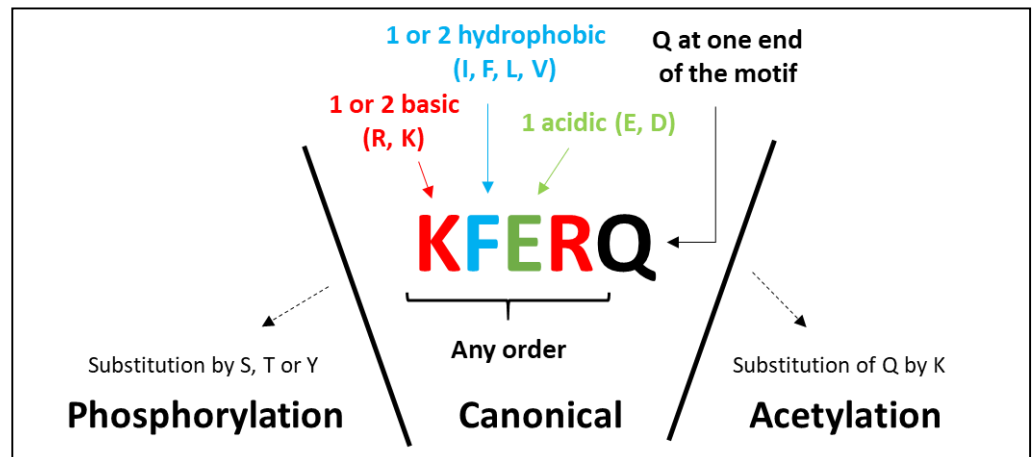 1 or 2 hydrophobic
(I, F, L, V)
Q at one end
of the motif
1 or 2 basic
(R, K)
1 acidic (E, D)
KFERQ
Any order
Substitution by S, T or Y
Phosphorylation
Canonical
Substitution of Q by K
Acetylation